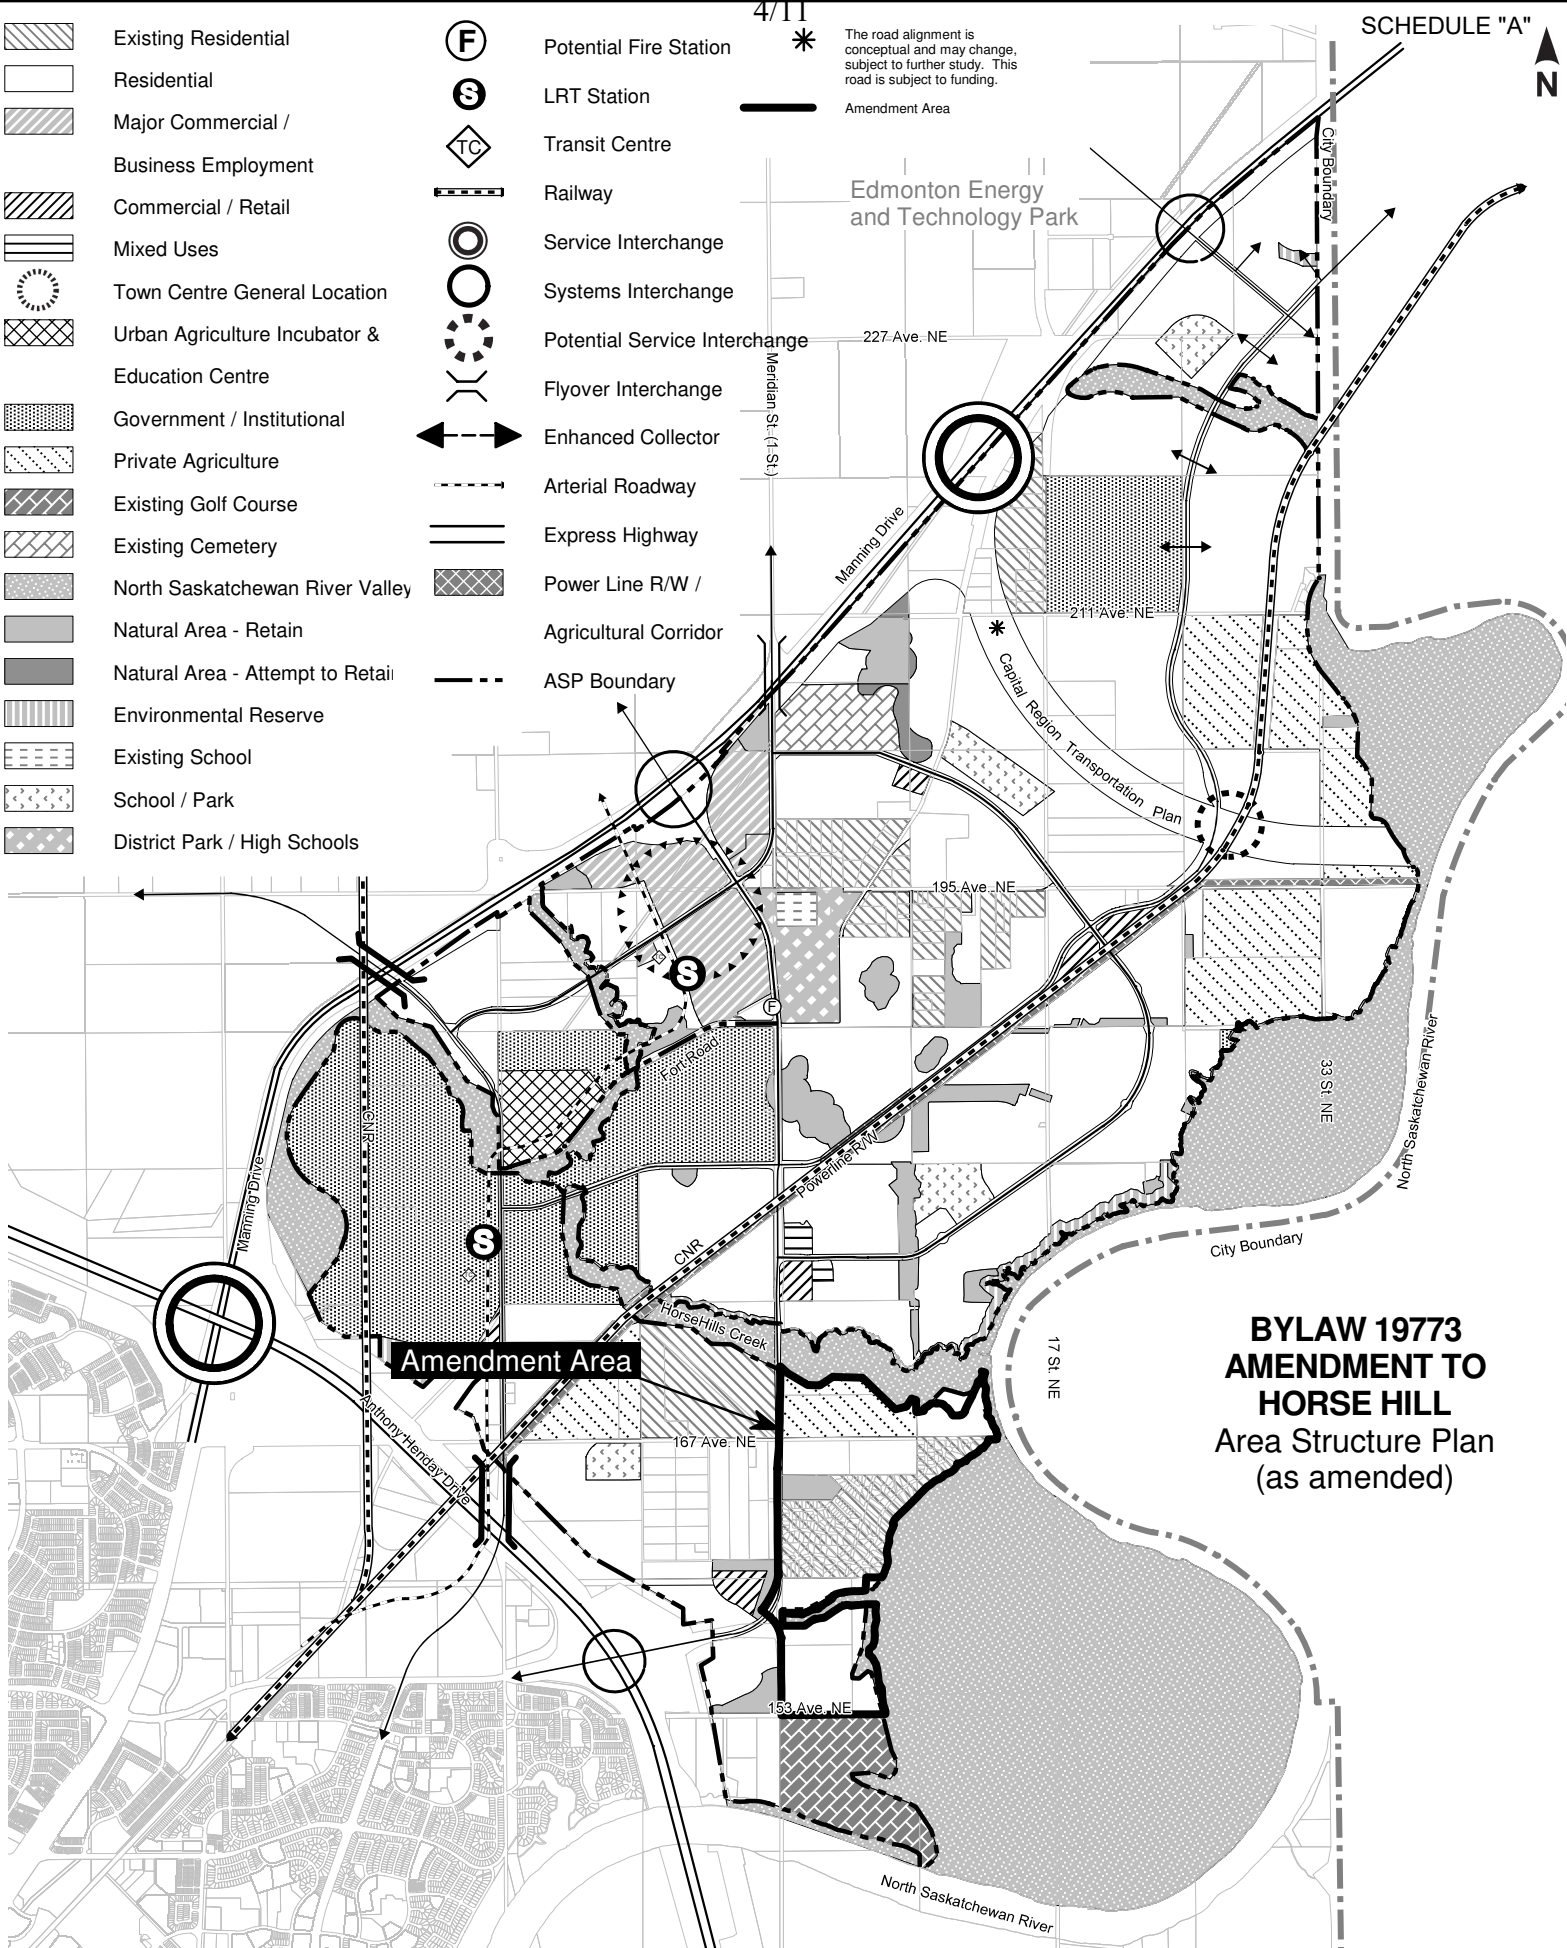 4/11
SCHEDULE "A"
N
Existing Residential
Residential
Major Commercial /
Business Employment
Commercial / Retail
Mixed Uses
Town Centre General Location
Urban Agriculture Incubator &
Education Centre
Government / Institutional
Private Agriculture
Existing Golf Course
Existing Cemetery
North Saskatchewan River Valley
Natural Area - Retain
Natural Area - Attempt to Retai
Environmental Reserve
Existing School
School / Park
District Park / High Schools
F
Potential Fire Station
S
LRT Station
TC
Transit Centre
Railway
Service Interchange
Systems Interchange
Potential Service Interchange
Flyover Interchange
Enhanced Collector
Arterial Roadway
Express Highway
Power Line R/W /
Agricultural Corridor
ASP Boundary
The road alignment is
conceptual and may change,
subject to further study. This
road is subject to funding.
Amendment Area
City Boundary
Edmonton Energy
and Technology Park
227 Ave. NE
Meridian St. (1 St.)
Manning Drive
211 Ave. NE
Capital Region Transportation Plan
195 Ave. NE
S
F
Fort Road
33 St. NE
North Saskatchewan River
CNR
Powerline R/W
Manning Drive
S
CNR
City Boundary
HorseHills Creek
Amendment Area
17 St. NE
BYLAW 19773
AMENDMENT TO
HORSE HILL
Area Structure Plan
(as amended)
Anthony Henday Drive
167 Ave. NE
153 Ave. NE
North Saskatchewan River